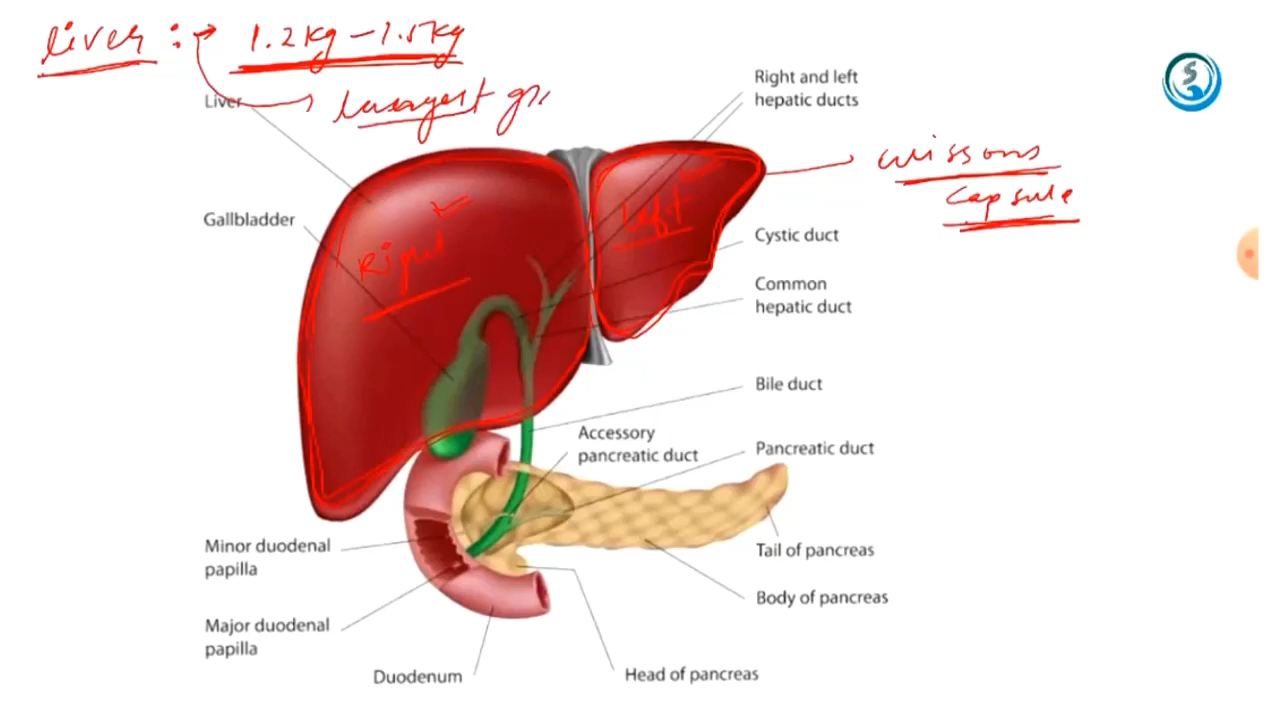 Liver :→ 1.2kg - 1.5kg
Largest
Right and left
hepatic ducts
Liver
Gallbladder
Right
Left
Cystic duct
Common
hepatic duct
capsule
Bile duct
Accessory
pancreatic duct
Pancreatic duct
Minor duodenal
papilla
Tail of pancreas
Body of pancreas
Major duodenal
papilla
Duodenum
Head of pancreas
S